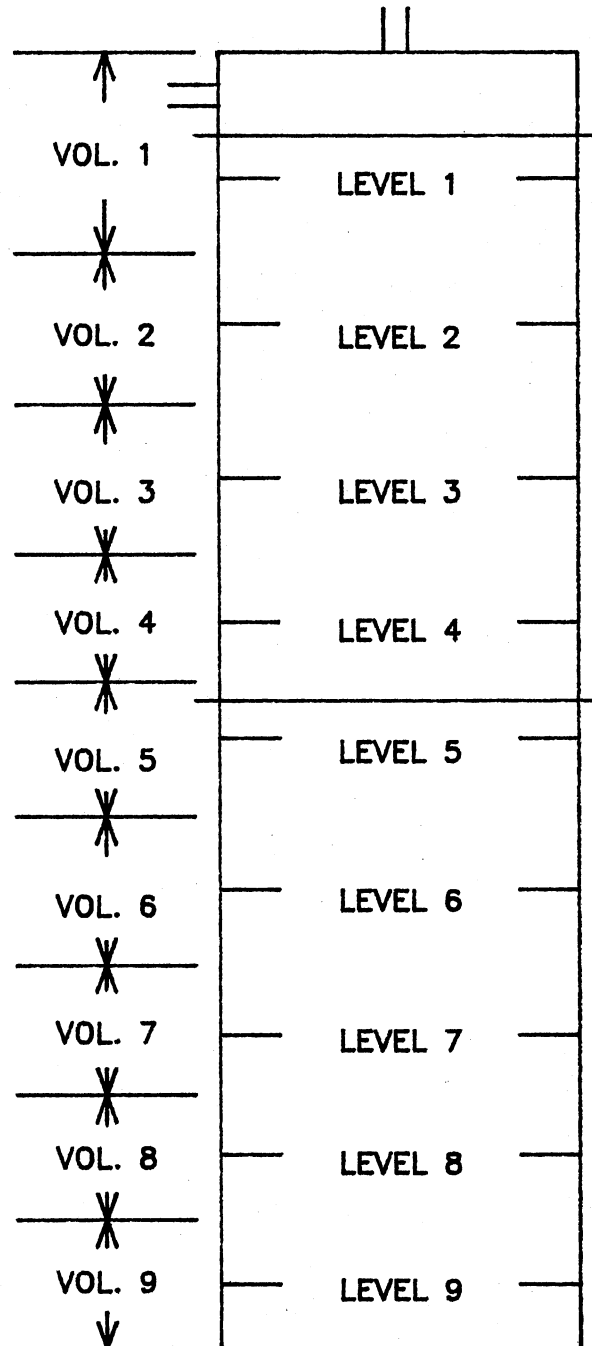 VOL. 1
LEVEL 1
VOL. 2
LEVEL 2
VOL. 3
LEVEL 3
VOL. 4
LEVEL 4
VOL. 5
LEVEL 5
VOL. 6
LEVEL 6
VOL. 7
LEVEL 7
VOL. 8
LEVEL 8
VOL. 9
LEVEL 9